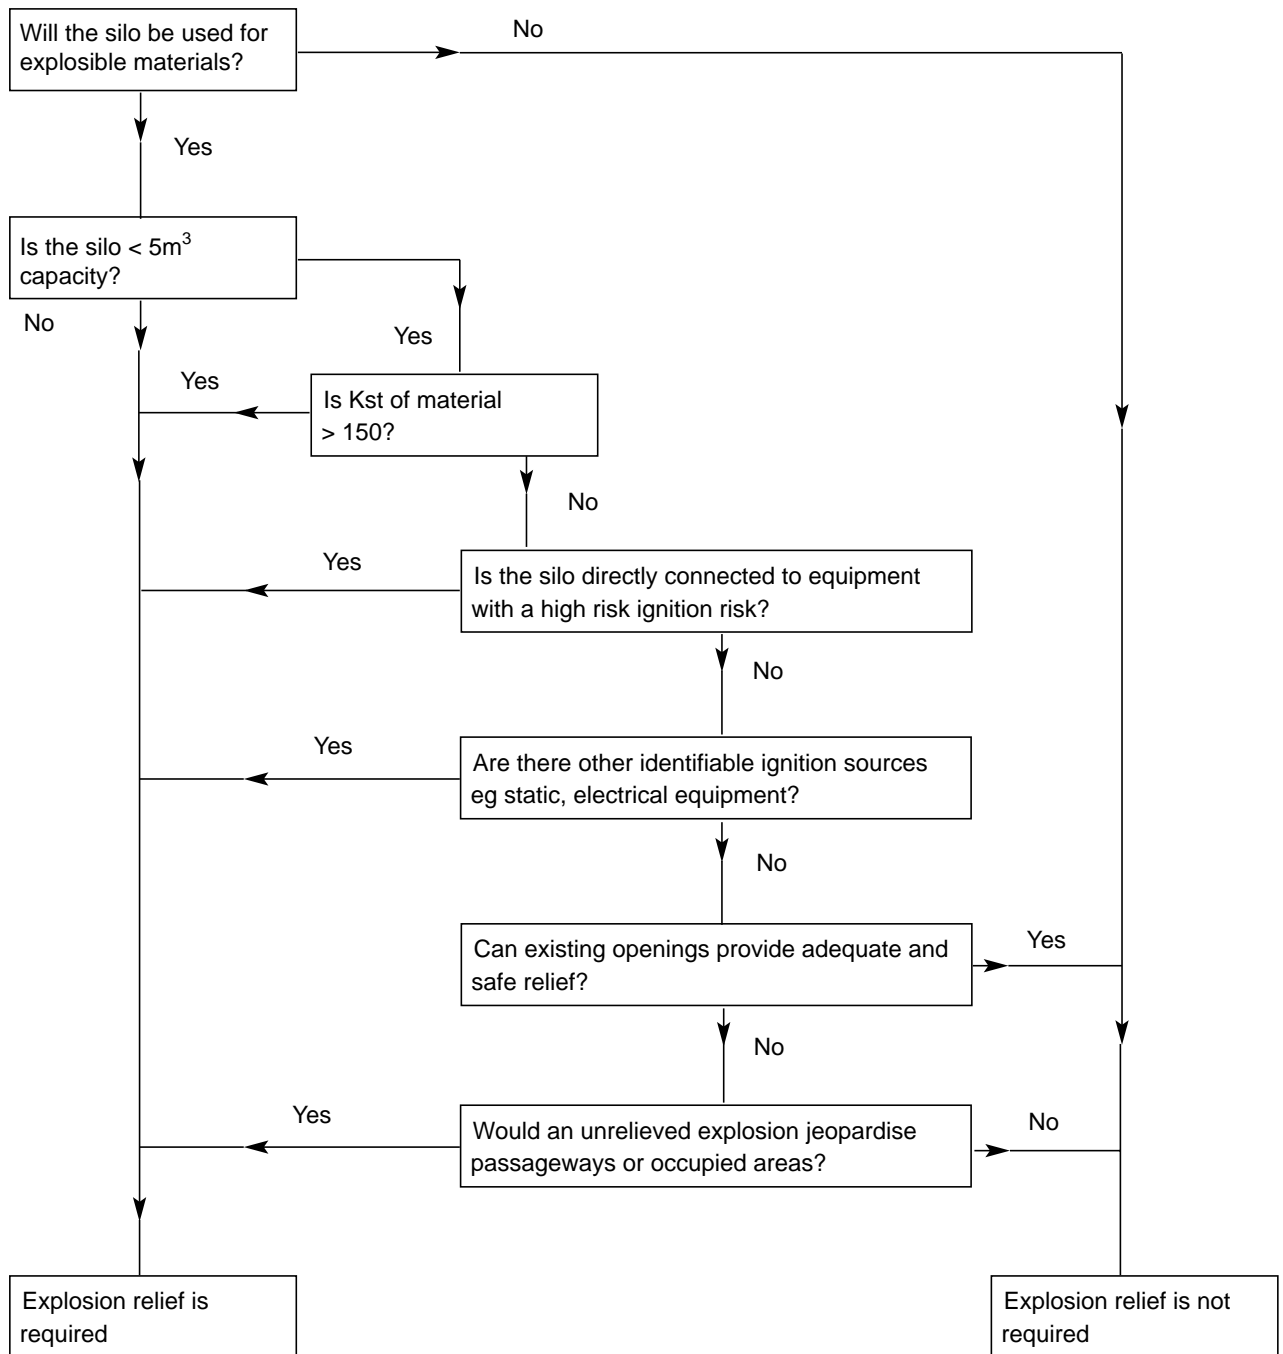 Will the silo be used for
explosible materials?
No
Yes
Is the silo < 5m³
capacity?
No
Yes
Yes
Is Kst of material
> 150?
No
Yes
Is the silo directly connected to equipment
with a high risk ignition risk?
No
Yes
Are there other identifiable ignition sources
eg static, electrical equipment?
No
Can existing openings provide adequate and
safe relief?
Yes
No
Yes
Would an unrelieved explosion jeopardise
passageways or occupied areas?
No
Explosion relief is
required
Explosion relief is not
required